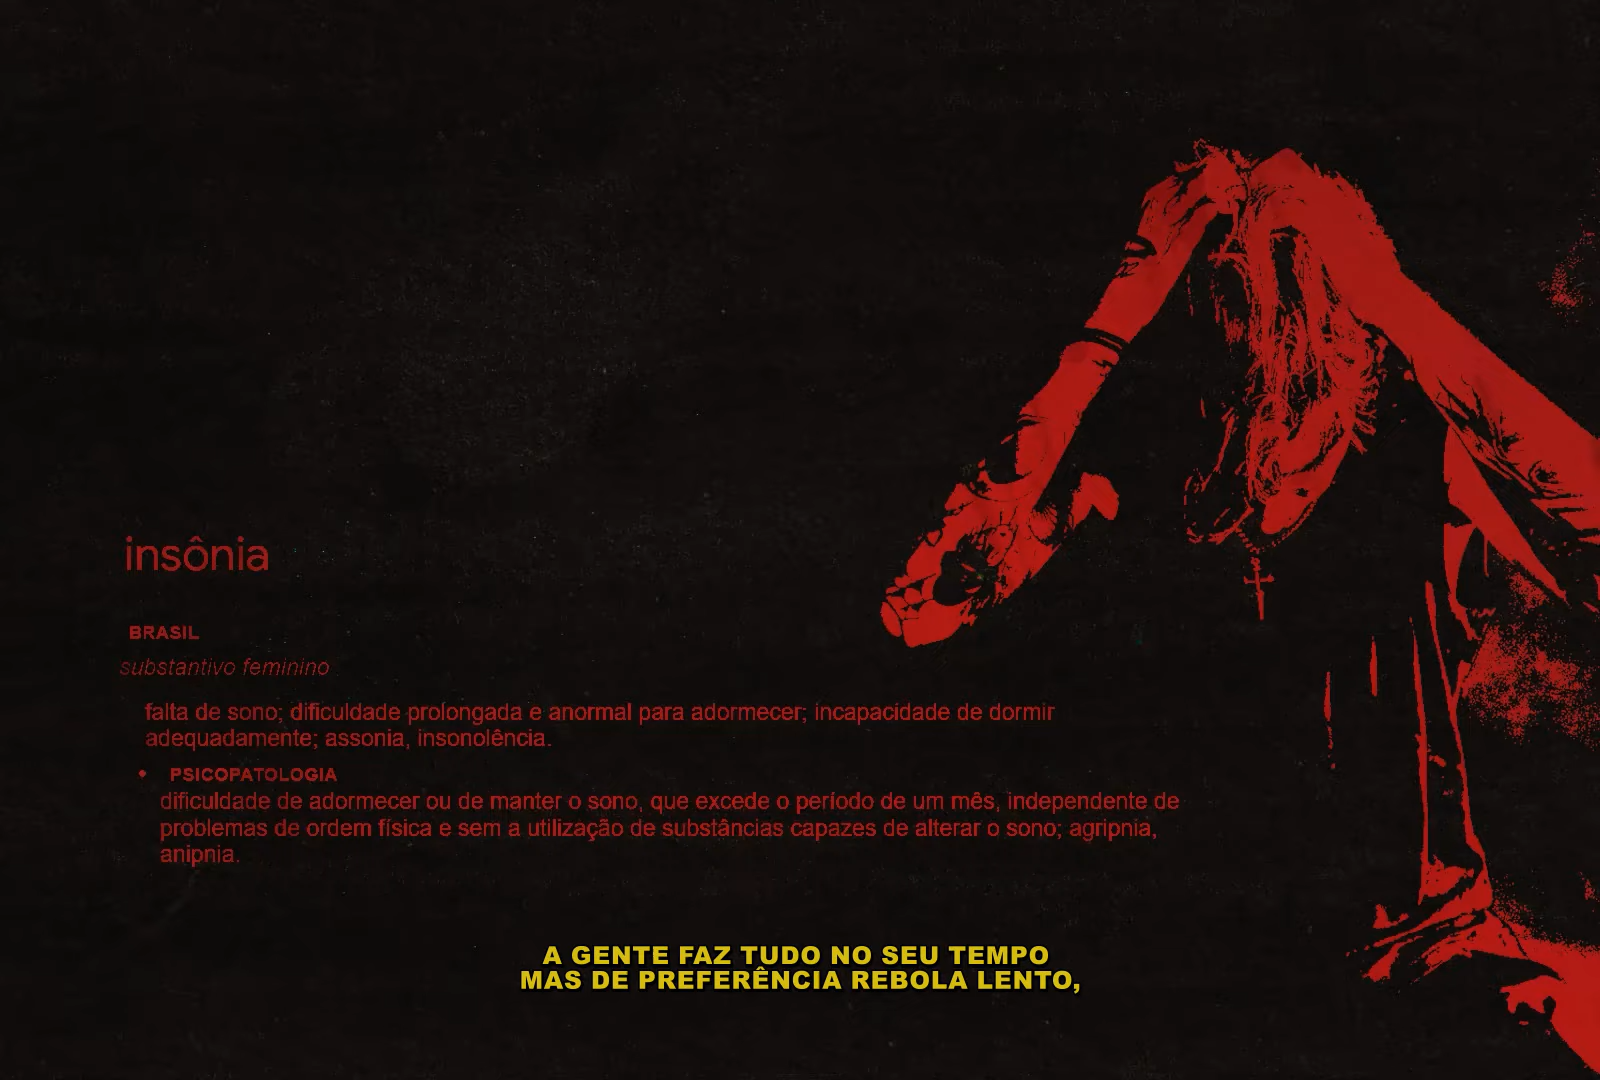 insônia
BRASIL
substantivo feminino
falta de sono; dificuldade prolongada e anormal para adormecer; incapacidade de dormir
adequadamente; assonia, insonolência.
• PSICOPATOLOGIA
dificuldade de adormecer ou de manter o sono, que excede o período de um mês, independente de
problemas de ordem física e sem a utilização de substâncias capazes de alterar o sono; agripnia,
anipnia.
A GENTE FAZ TUDO NO SEU TEMPO
MAS DE PREFERÊNCIA REBOLA LENTO,